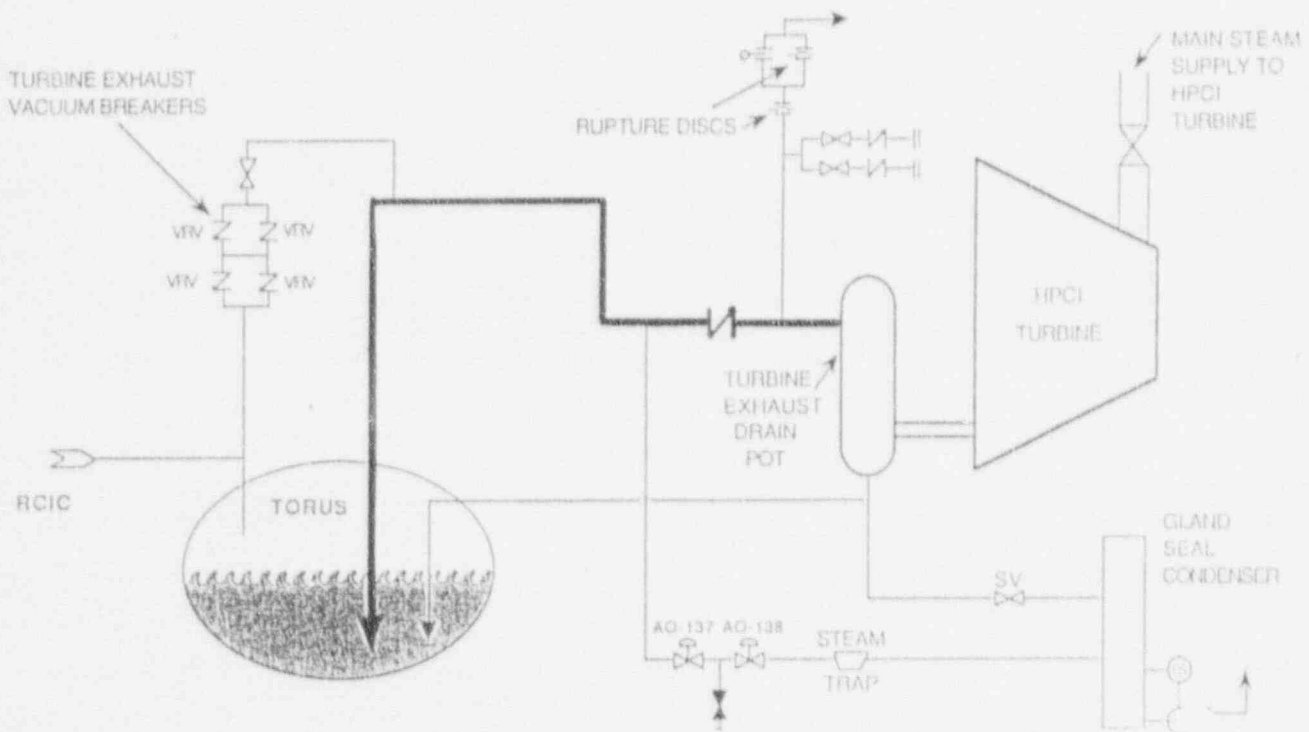 MAIN STEAM
SUPPLY TO
HPCI
TURBINE
TURBINE EXHAUST
VACUUM BREAKERS
RUPTURE DISCS
VRV
VRV
VRV
VRV
HPCI
TURBINE
TURBINE
EXHAUST
DRAIN
POT
RCIC
TORUS
GLAND
SEAL
CONDENSER
SV
AO-137
AO-138
STEAM
TRAP